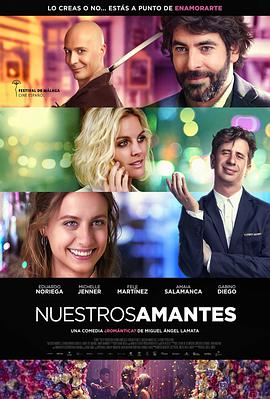 LO CREAS O NO... ESTÁS A PUNTO DE ENAMORARTE
FESTIVAL DE MÁLAGA
CINE ESPAÑOL
EDUARDO NORIEGA
MICHELLE JENNER
FELE MARTÍNEZ
AMAIA SALAMANCA
GABINO DIEGO
NUESTROSAMANTES
UNA COMEDIA ¿ROMÁNTICA? DE MIGUEL ÁNGEL LAMATA